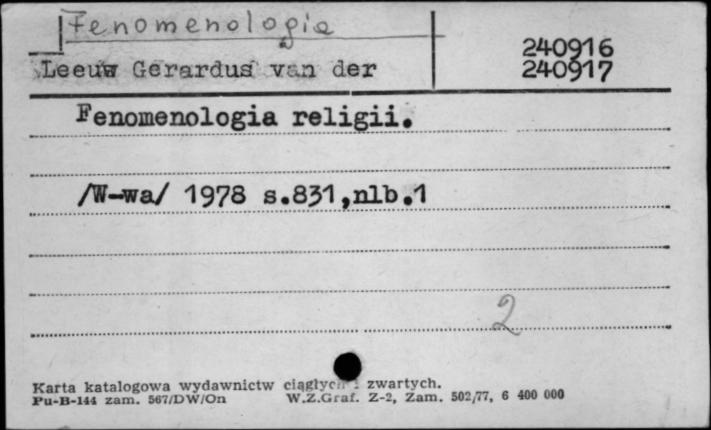 Fenomenologia
240916
Leeuw Gerardus van der 240917
Fenomenologia religii.
/W-wa/ 1978 s.831,nlb.1
2
Karta katalogowa wydawnictw ciągłych i zwartych.
Pu-B-144 zam. 567/DW/On W.Z.Graf. Z-2, Zam. 502/77, 6 400 000